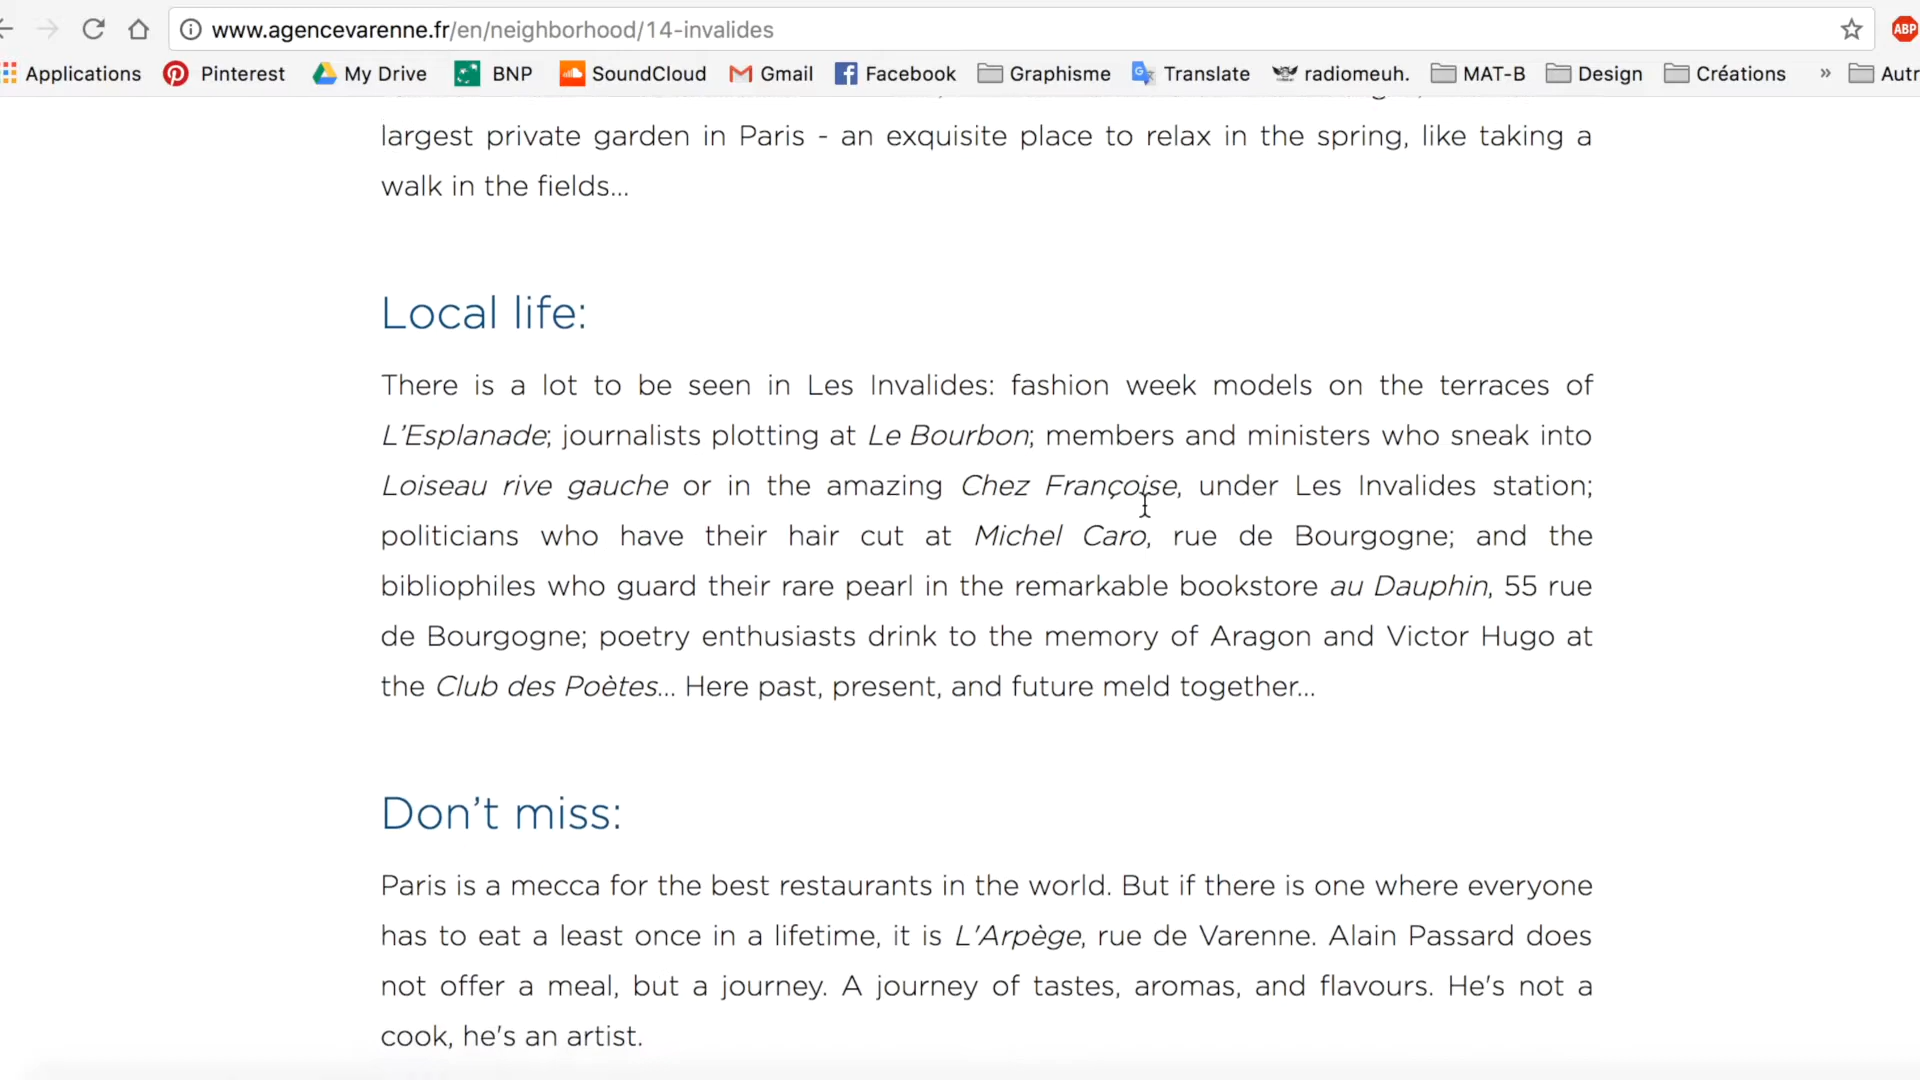 www.agencevarenne.fr/en/neighborhood/14-invalides
ABP
Applications Pinterest My Drive BNP SoundCloud Gmail Facebook Graphisme Translate radiomeuh. MAT-B Design Créations » Autr
largest private garden in Paris - an exquisite place to relax in the spring, like taking a
walk in the fields...
Local life:
There is a lot to be seen in Les Invalides: fashion week models on the terraces of
L'Esplanade; journalists plotting at Le Bourbon; members and ministers who sneak into
Loiseau rive gauche or in the amazing Chez Françoise, under Les Invalides station;
politicians who have their hair cut at Michel Caro, rue de Bourgogne; and the
bibliophiles who guard their rare pearl in the remarkable bookstore au Dauphin, 55 rue
de Bourgogne; poetry enthusiasts drink to the memory of Aragon and Victor Hugo at
the Club des Poètes... Here past, present, and future meld together...
Don't miss:
Paris is a mecca for the best restaurants in the world. But if there is one where everyone
has to eat a least once in a lifetime, it is L'Arpège, rue de Varenne. Alain Passard does
not offer a meal, but a journey. A journey of tastes, aromas, and flavours. He's not a
cook, he's an artist.